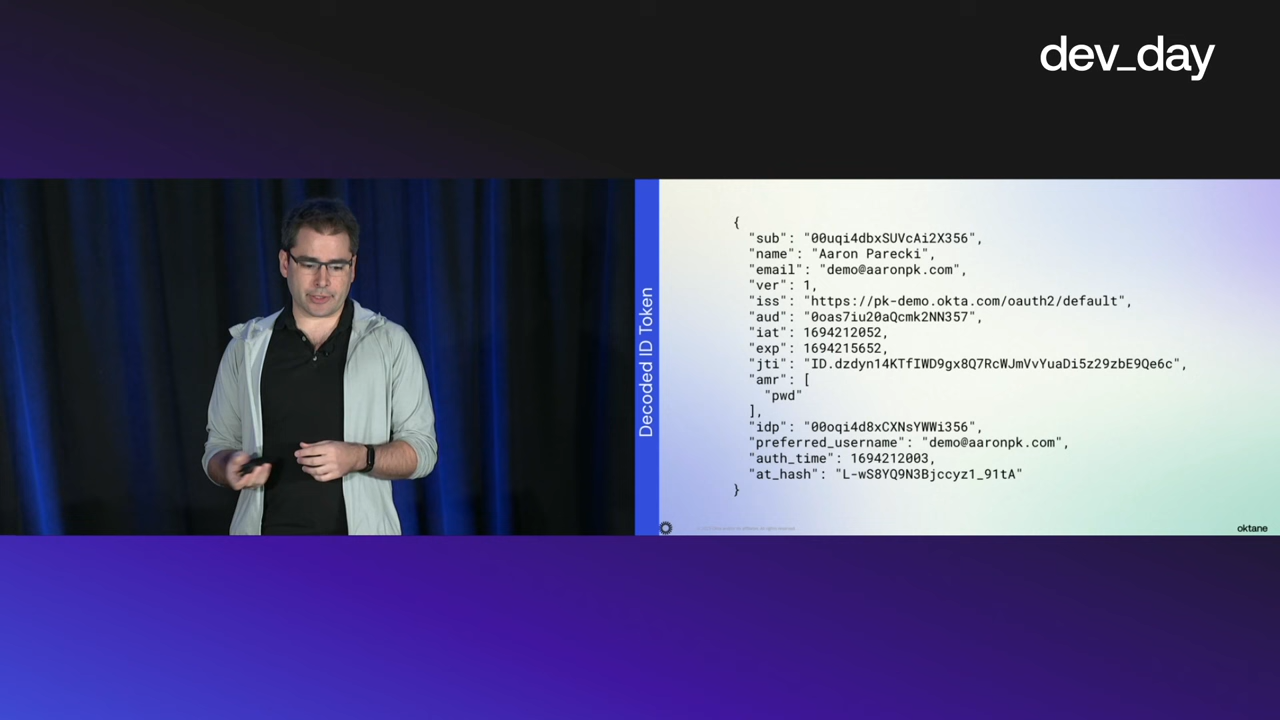 dev_day
Decoded ID Token
{
"sub": "00uqi4dbxSUVcAi2X356",
"name": "Aaron Parecki",
"email": "demo@aaronpk.com",
"ver": 1,
"iss": "https://pk-demo.okta.com/oauth2/default",
"aud": "0oas7iu20aQcmk2NN357",
"iat": 1694212052,
"exp": 1694215652,
"jti": "ID.dzdyn14KTfIWD9gx8Q7RcWJmVvYuaDi5z29zbE9Qe6c",
"amr": [
"pwd"
],
"idp": "00oqi4d8xCXNsYWWi356",
"preferred_username": "demo@aaronpk.com",
"auth_time": 1694212003,
"at_hash": "L-wS8YQ9N3Bjccyz1_91tA"
}
oktane